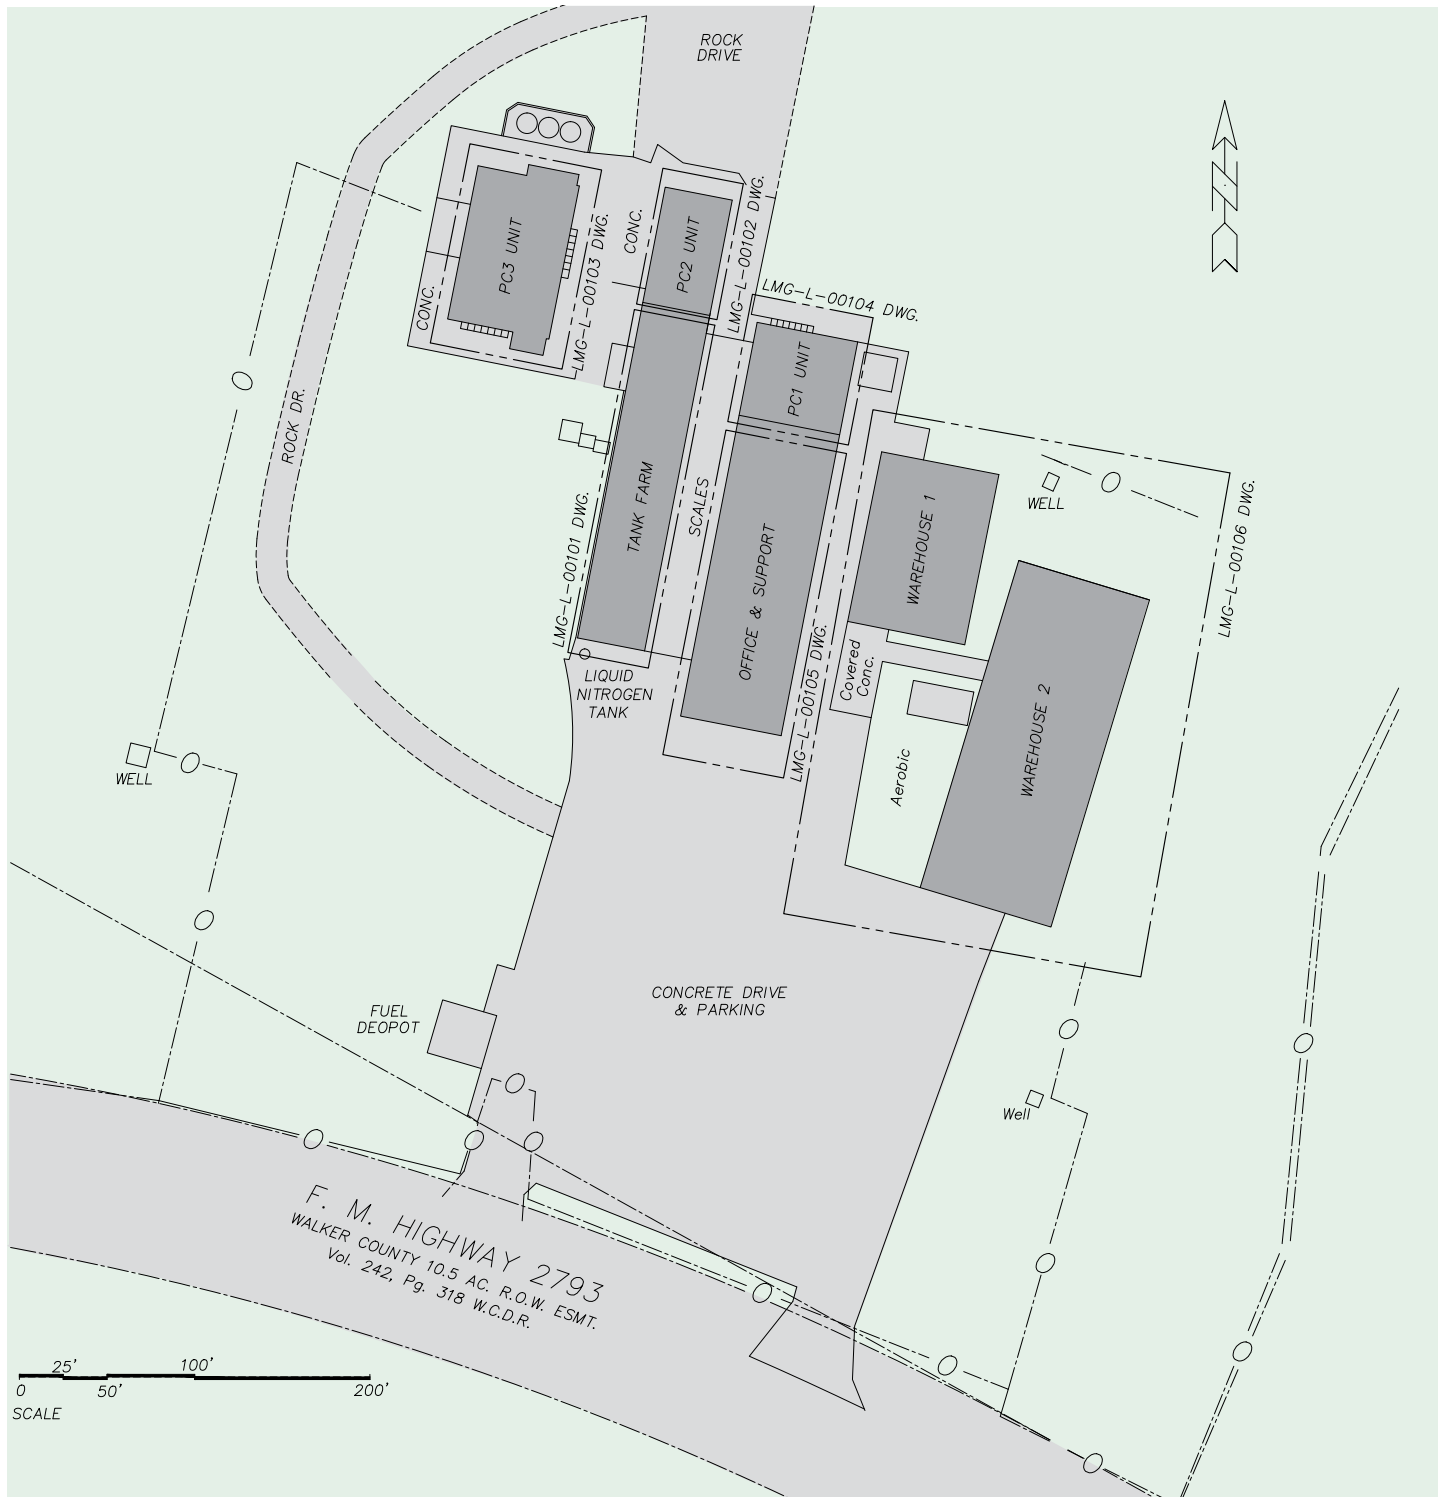 ROCK
DRIVE
N
PC3 UNIT
CONC.
LMG-L-00103 DWG.
CONC.
PC2 UNIT
LMG-L-00102 DWG.
LMG-L-00104 DWG.
PC1 UNIT
ROCK DR.
LMG-L-00101 DWG.
TANK FARM
SCALES
OFFICE & SUPPORT
LMG-L-00105 DWG.
WAREHOUSE 1
WELL
LMG-L-00106 DWG.
Covered
Conc.
LIQUID
NITROGEN
TANK
WAREHOUSE 2
Aerobic
WELL
CONCRETE DRIVE
& PARKING
FUEL
DEOPOT
Well
F. M. HIGHWAY 2793
WALKER COUNTY 10.5 AC. R.O.W. ESMT.
Vol. 242, Pg. 318 W.C.D.R.
25' 100'
0 50' 200'
SCALE